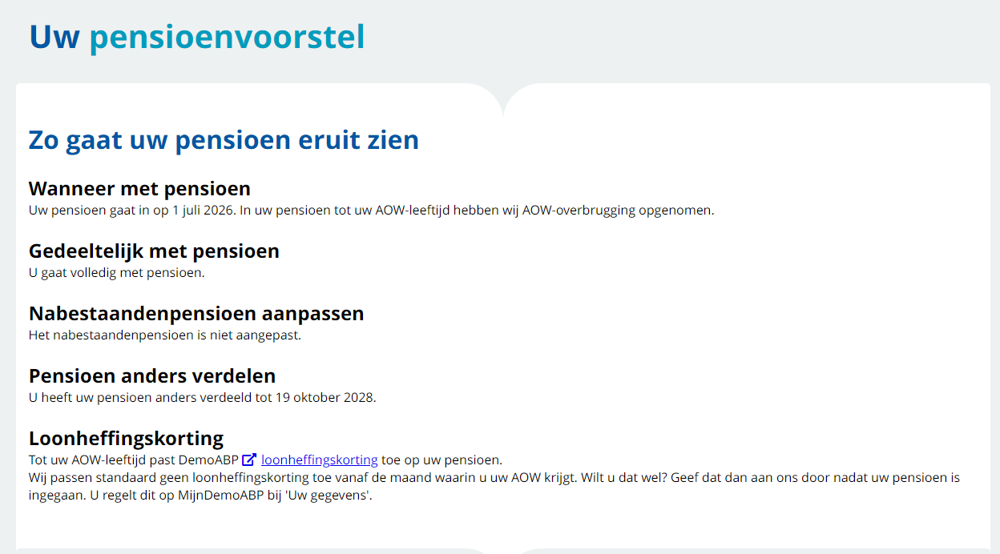 Uw pensioenvoorstel
Zo gaat uw pensioen eruit zien
Wanneer met pensioen
Uw pensioen gaat in op 1 juli 2026. In uw pensioen tot uw AOW-leeftijd hebben wij AOW-overbrugging opgenomen.
Gedeeltelijk met pensioen
U gaat volledig met pensioen.
Nabestaandenpensioen aanpassen
Het nabestaandenpensioen is niet aangepast.
Pensioen anders verdelen
U heeft uw pensioen anders verdeeld tot 19 oktober 2028.
Loonheffingskorting
Tot uw AOW-leeftijd past DemoABP loonheffingskorting toe op uw pensioen.
Wij passen standaard geen loonheffingskorting toe vanaf de maand waarin u uw AOW krijgt. Wilt u dat wel? Geef dat dan aan ons door nadat uw pensioen is
ingegaan. U regelt dit op MijnDemoABP bij 'Uw gegevens'.